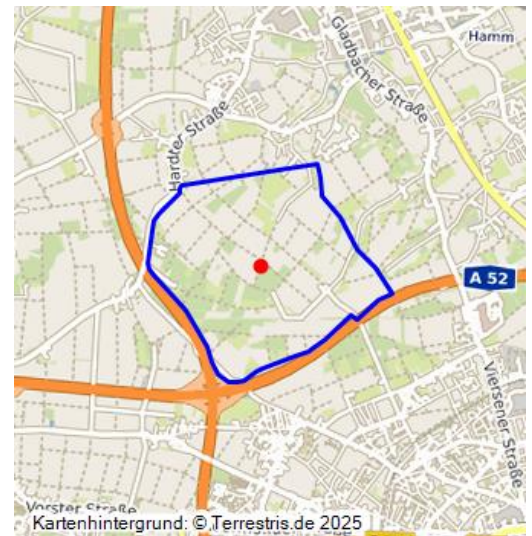 Gladbacher Straße
Hamm
Hardter Straße
A 52
Viersener Straße
Vorster Straße
Kartenhintergrund: © Terrestris.de 2025